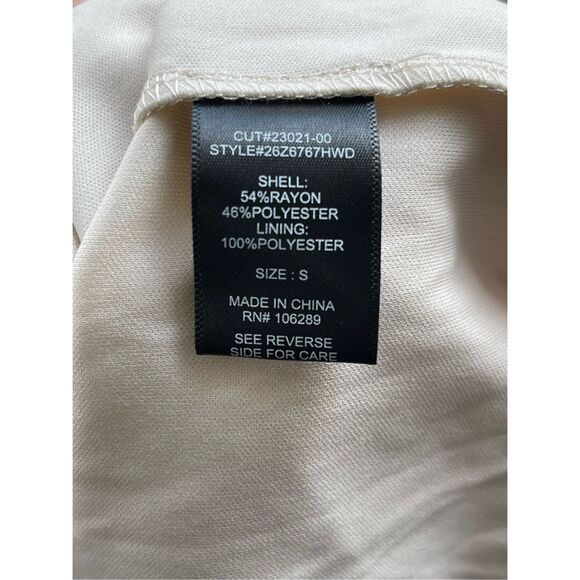 CUT#23021-00
STYLE#26Z6767HWD
SHELL:
54%RAYON
46%POLYESTER
LINING:
100%POLYESTER
SIZE : S
MADE IN CHINA
RN# 106289
SEE REVERSE
SIDE FOR CARE